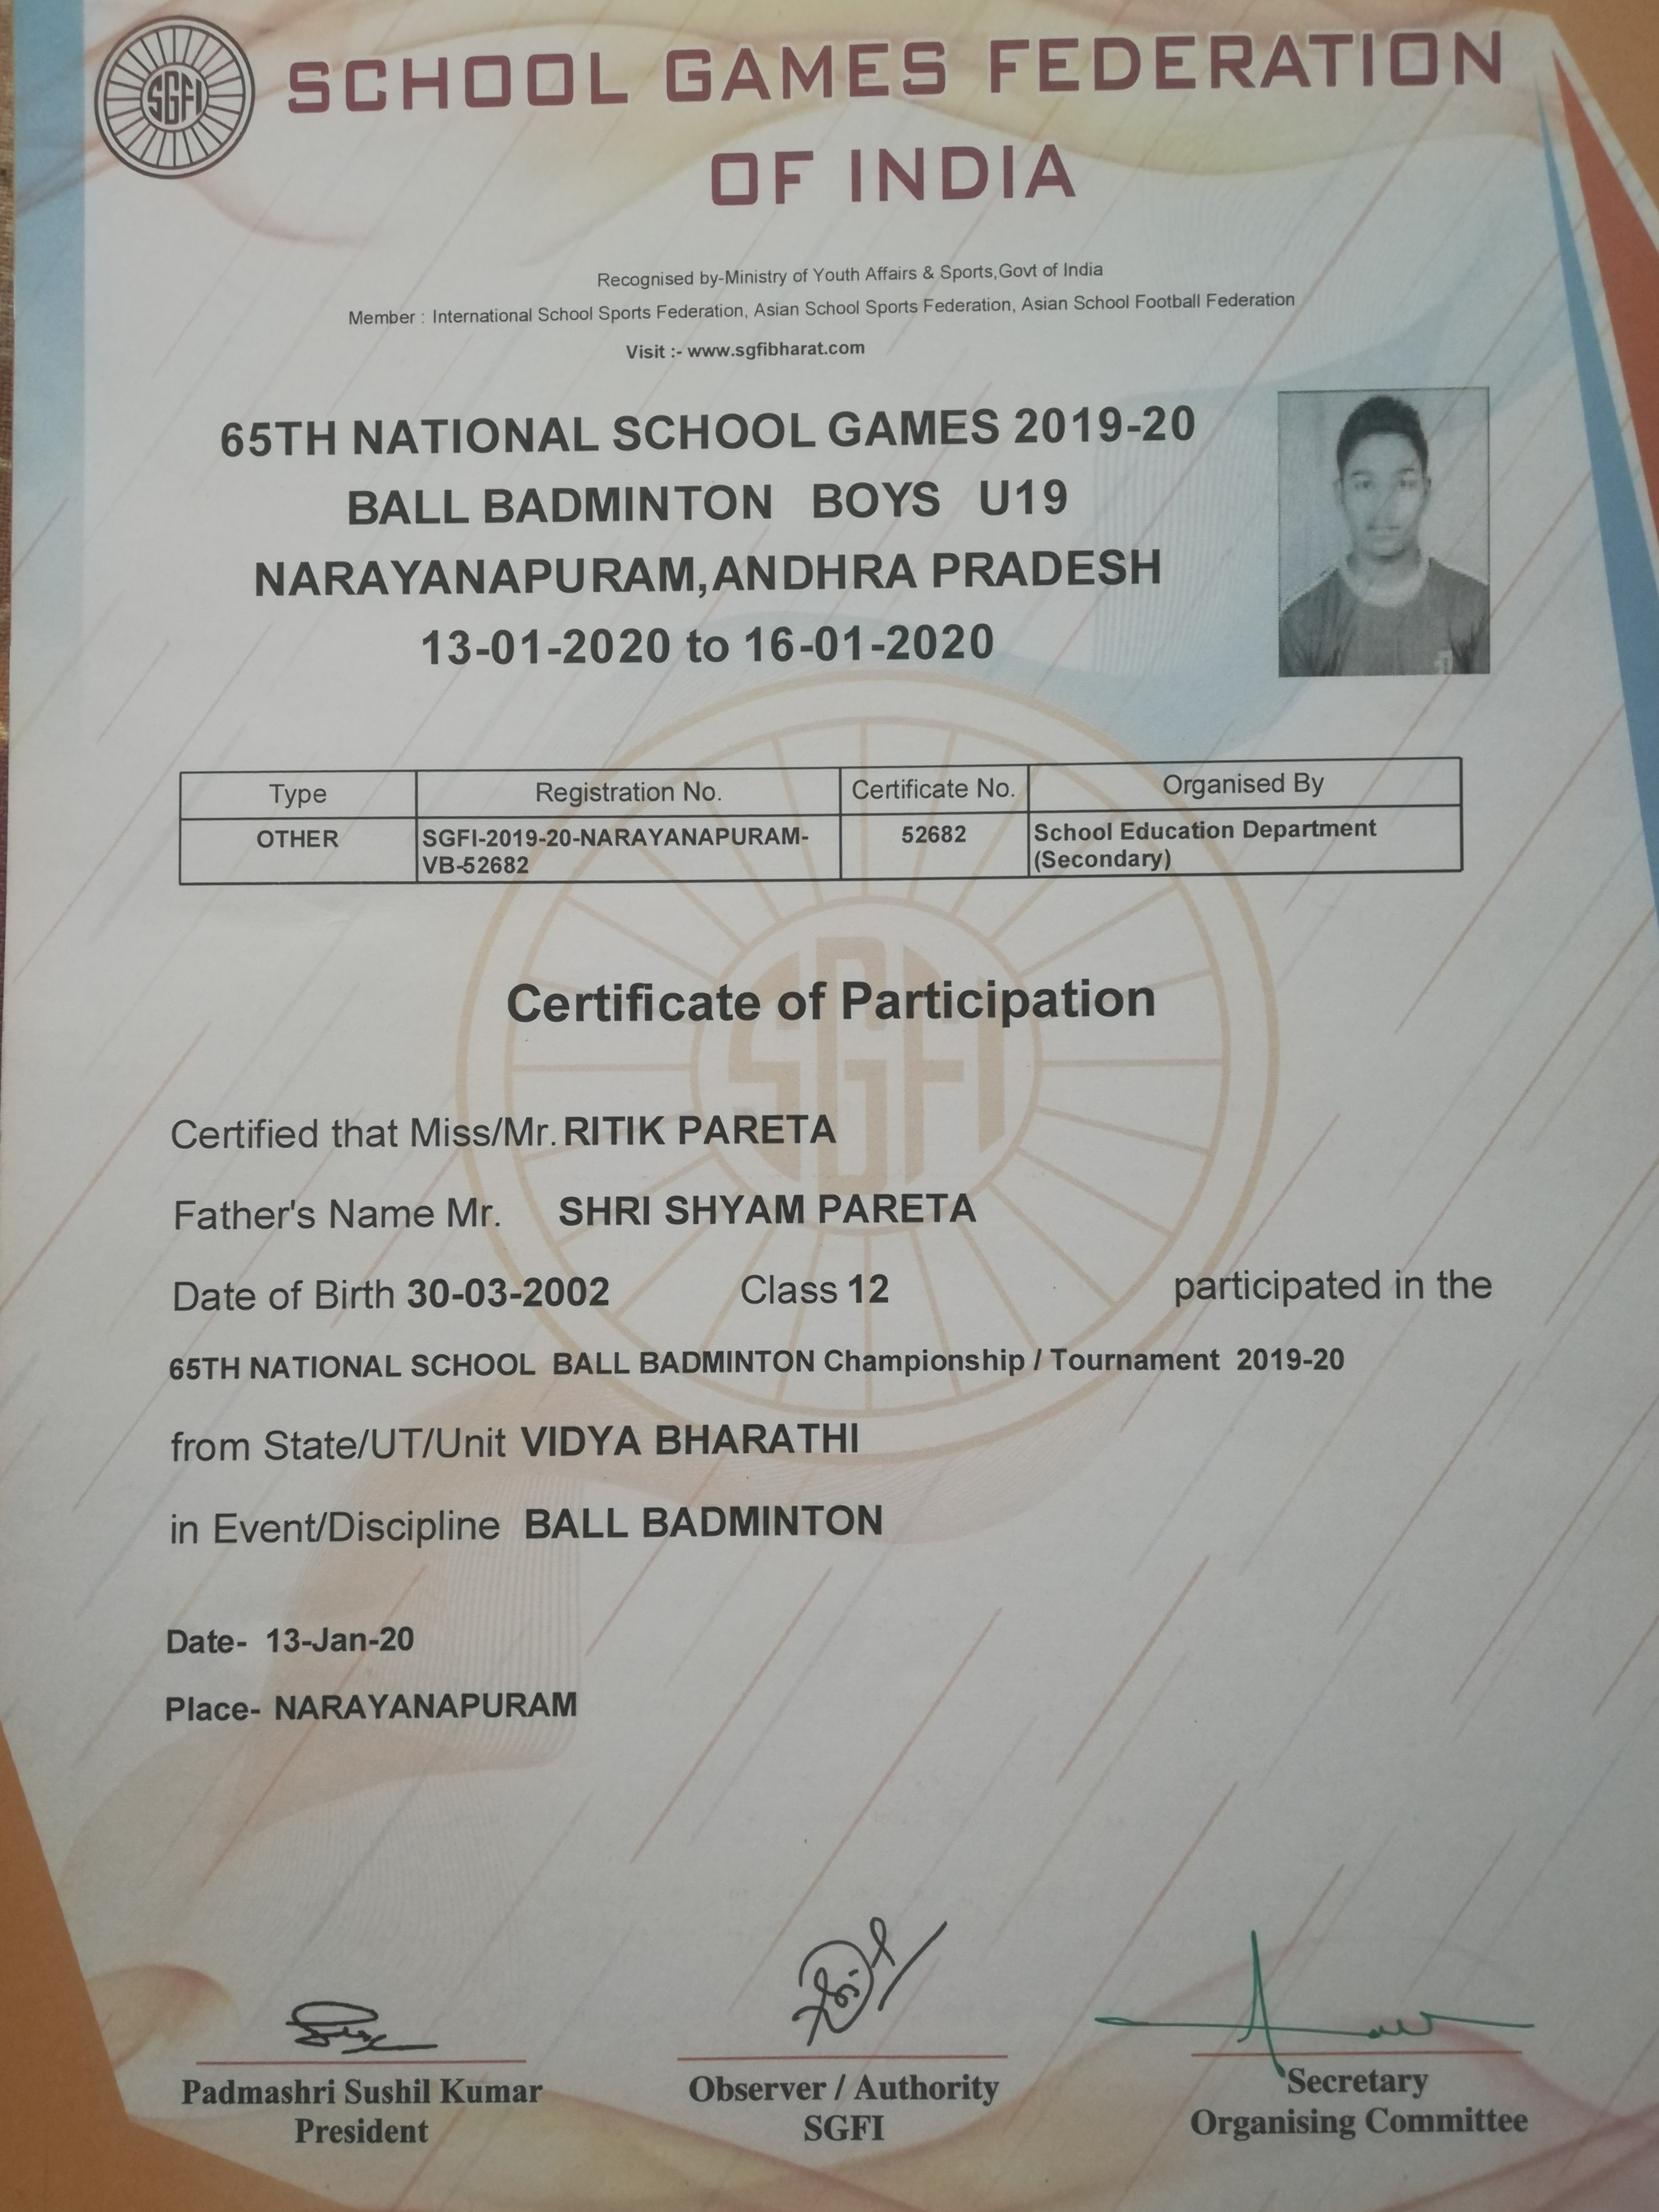 SGFI
SCHOOL GAMES FEDERATION
OF INDIA
Recognised by-Ministry of Youth Affairs & Sports,Govt of India
Member : International School Sports Federation, Asian School Sports Federation, Asian School Football Federation
Visit :- www.sgfibharat.com
65TH NATIONAL SCHOOL GAMES 2019-20
BALL BADMINTON BOYS U19
NARAYANAPURAM,ANDHRA PRADESH
13-01-2020 to 16-01-2020
Type Registration No. Certificate No. Organised By
OTHER SGFI-2019-20-NARAYANAPURAM-VB-52682 52682 School Education Department (Secondary)
SGFI
Certificate of Participation
Certified that Miss/Mr. RITIK PARETA
Father's Name Mr. SHRI SHYAM PARETA
Date of Birth 30-03-2002 Class 12 participated in the
65TH NATIONAL SCHOOL BALL BADMINTON Championship / Tournament 2019-20
from State/UT/Unit VIDYA BHARATHI
in Event/Discipline BALL BADMINTON
Date- 13-Jan-20
Place- NARAYANAPURAM
Padmashri Sushil Kumar
President
Observer / Authority
SGFI
Secretary
Organising Committee